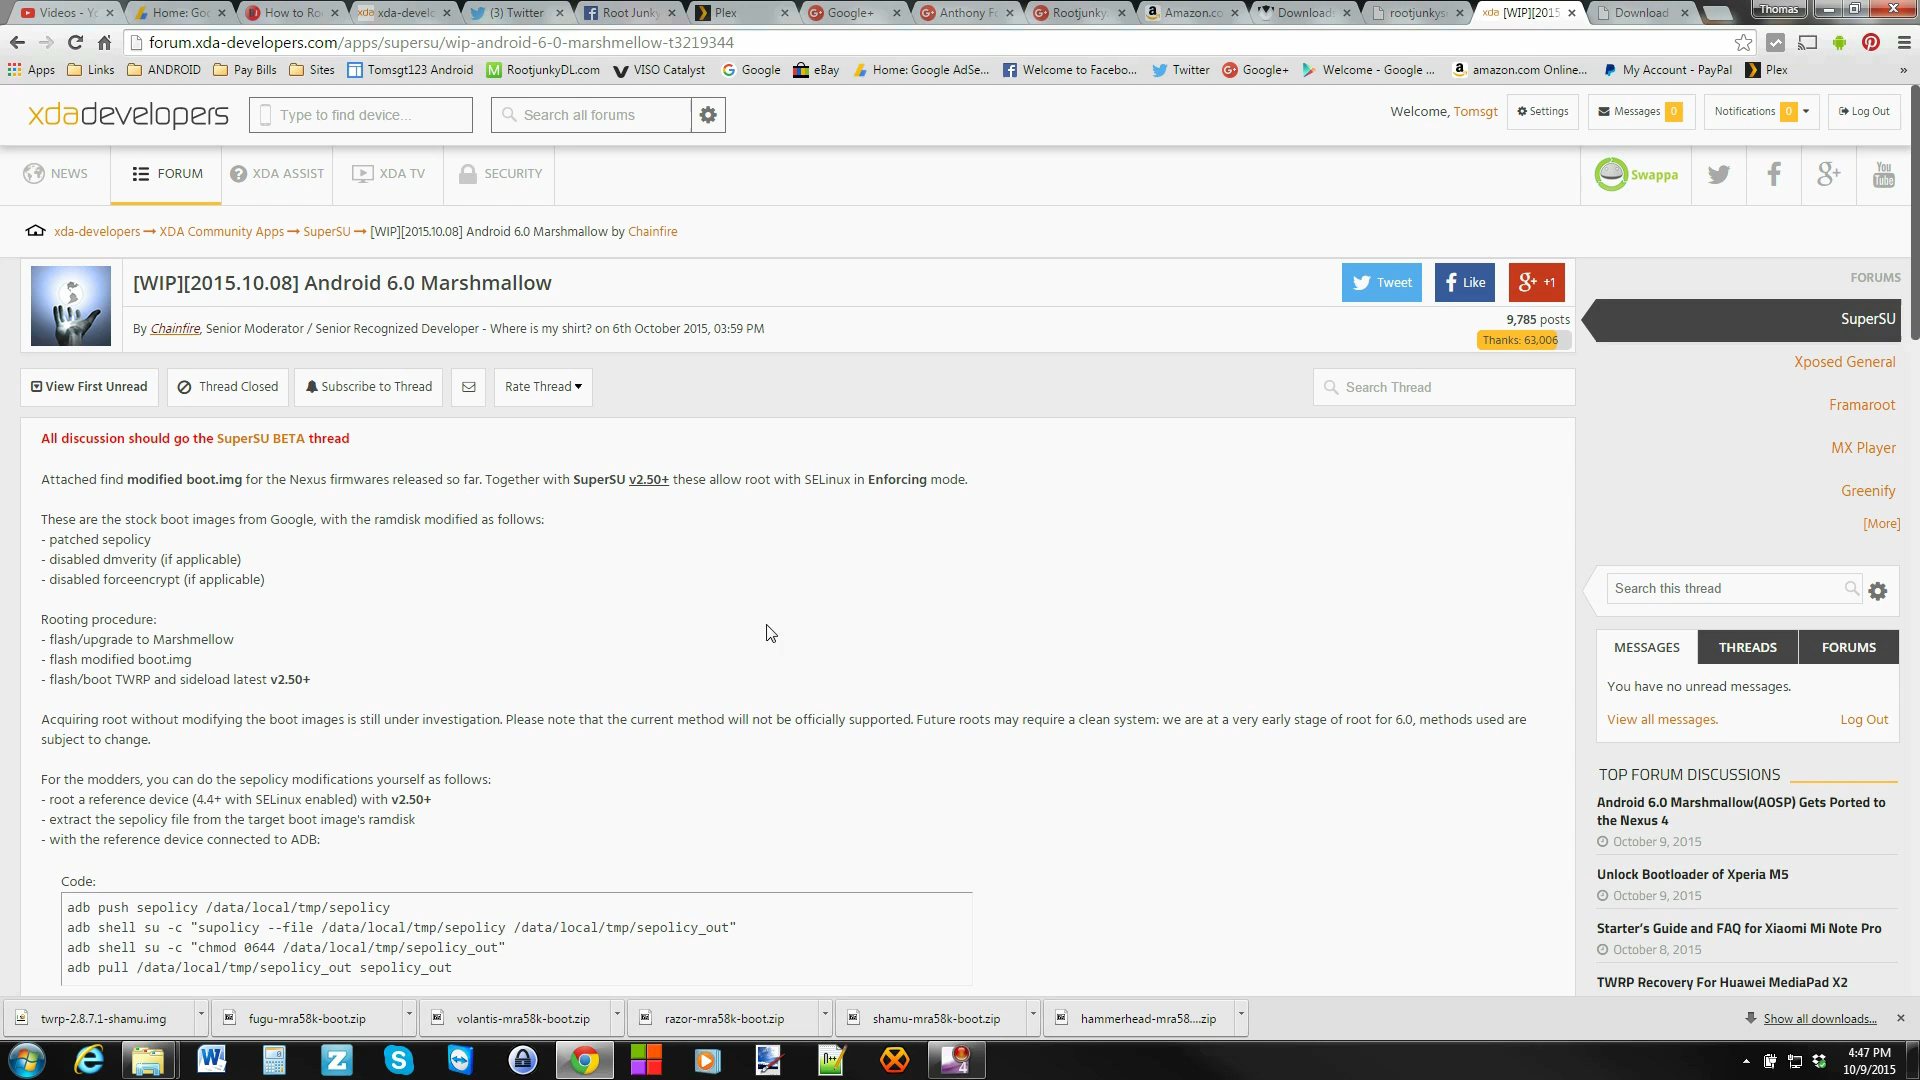 Videos - Y
Home: Goo
How to Ro
xda-develo
(3) Twitter
Root Junky
Plex
Google+
Anthony F
Rootjunky
Amazon.co
Downloads
rootjunkys
[WIP][2015
Download
Thomas
forum.xda-developers.com/apps/supersu/wip-android-6-0-marshmellow-t3219344
Apps Links ANDROID Pay Bills Sites Tomsgt123 Android RootjunkyDL.com VISO Catalyst Google eBay Home: Google AdSe... Welcome to Facebo... Twitter Google+ Welcome - Google ... amazon.com Online... My Account - PayPal Plex »
xdadevelopers Type to find device... Search all forums Welcome, Tomsgt Settings Messages 0 Notifications 0 Log Out
NEWS FORUM XDA ASSIST XDA TV SECURITY Swappa You Tube
xda-developers → XDA Community Apps → SuperSU → [WIP][2015.10.08] Android 6.0 Marshmallow by Chainfire
[WIP][2015.10.08] Android 6.0 Marshmallow
Tweet Like g+ +1
By Chainfire, Senior Moderator / Senior Recognized Developer - Where is my shirt? on 6th October 2015, 03:59 PM
9,785 posts
Thanks: 63,006
View First Unread Thread Closed Subscribe to Thread Rate Thread Search Thread
All discussion should go the SuperSU BETA thread
Attached find modified boot.img for the Nexus firmwares released so far. Together with SuperSU v2.50+ these allow root with SELinux in Enforcing mode.
These are the stock boot images from Google, with the ramdisk modified as follows:
- patched sepolicy
- disabled dmverity (if applicable)
- disabled forceencrypt (if applicable)
Rooting procedure:
- flash/upgrade to Marshmellow
- flash modified boot.img
- flash/boot TWRP and sideload latest v2.50+
Acquiring root without modifying the boot images is still under investigation. Please note that the current method will not be officially supported. Future roots may require a clean system: we are at a very early stage of root for 6.0, methods used are
subject to change.
For the modders, you can do the sepolicy modifications yourself as follows:
- root a reference device (4.4+ with SELinux enabled) with v2.50+
- extract the sepolicy file from the target boot image's ramdisk
- with the reference device connected to ADB:
Code:
adb push sepolicy /data/local/tmp/sepolicy
adb shell su -c "supolicy --file /data/local/tmp/sepolicy /data/local/tmp/sepolicy_out"
adb shell su -c "chmod 0644 /data/local/tmp/sepolicy_out"
adb pull /data/local/tmp/sepolicy_out sepolicy_out
FORUMS
SuperSU
Xposed General
Framaroot
MX Player
Greenify
[More]
Search this thread
MESSAGES THREADS FORUMS
You have no unread messages.
View all messages. Log Out
TOP FORUM DISCUSSIONS
Android 6.0 Marshmallow(AOSP) Gets Ported to
the Nexus 4
October 9, 2015
Unlock Bootloader of Xperia M5
October 9, 2015
Starter's Guide and FAQ for Xiaomi Mi Note Pro
October 8, 2015
TWRP Recovery For Huawei MediaPad X2
twrp-2.8.7.1-shamu.img fugu-mra58k-boot.zip volantis-mra58k-boot.zip razor-mra58k-boot.zip shamu-mra58k-boot.zip hammerhead-mra58....zip Show all downloads...
4:47 PM
10/9/2015